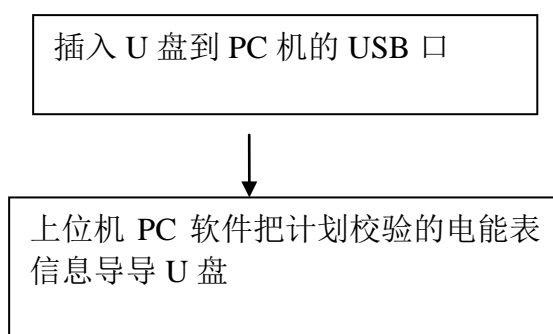 插入 U 盘到 PC 机的 USB 口
上位机 PC 软件把计划校验的电能表
信息导导 U 盘